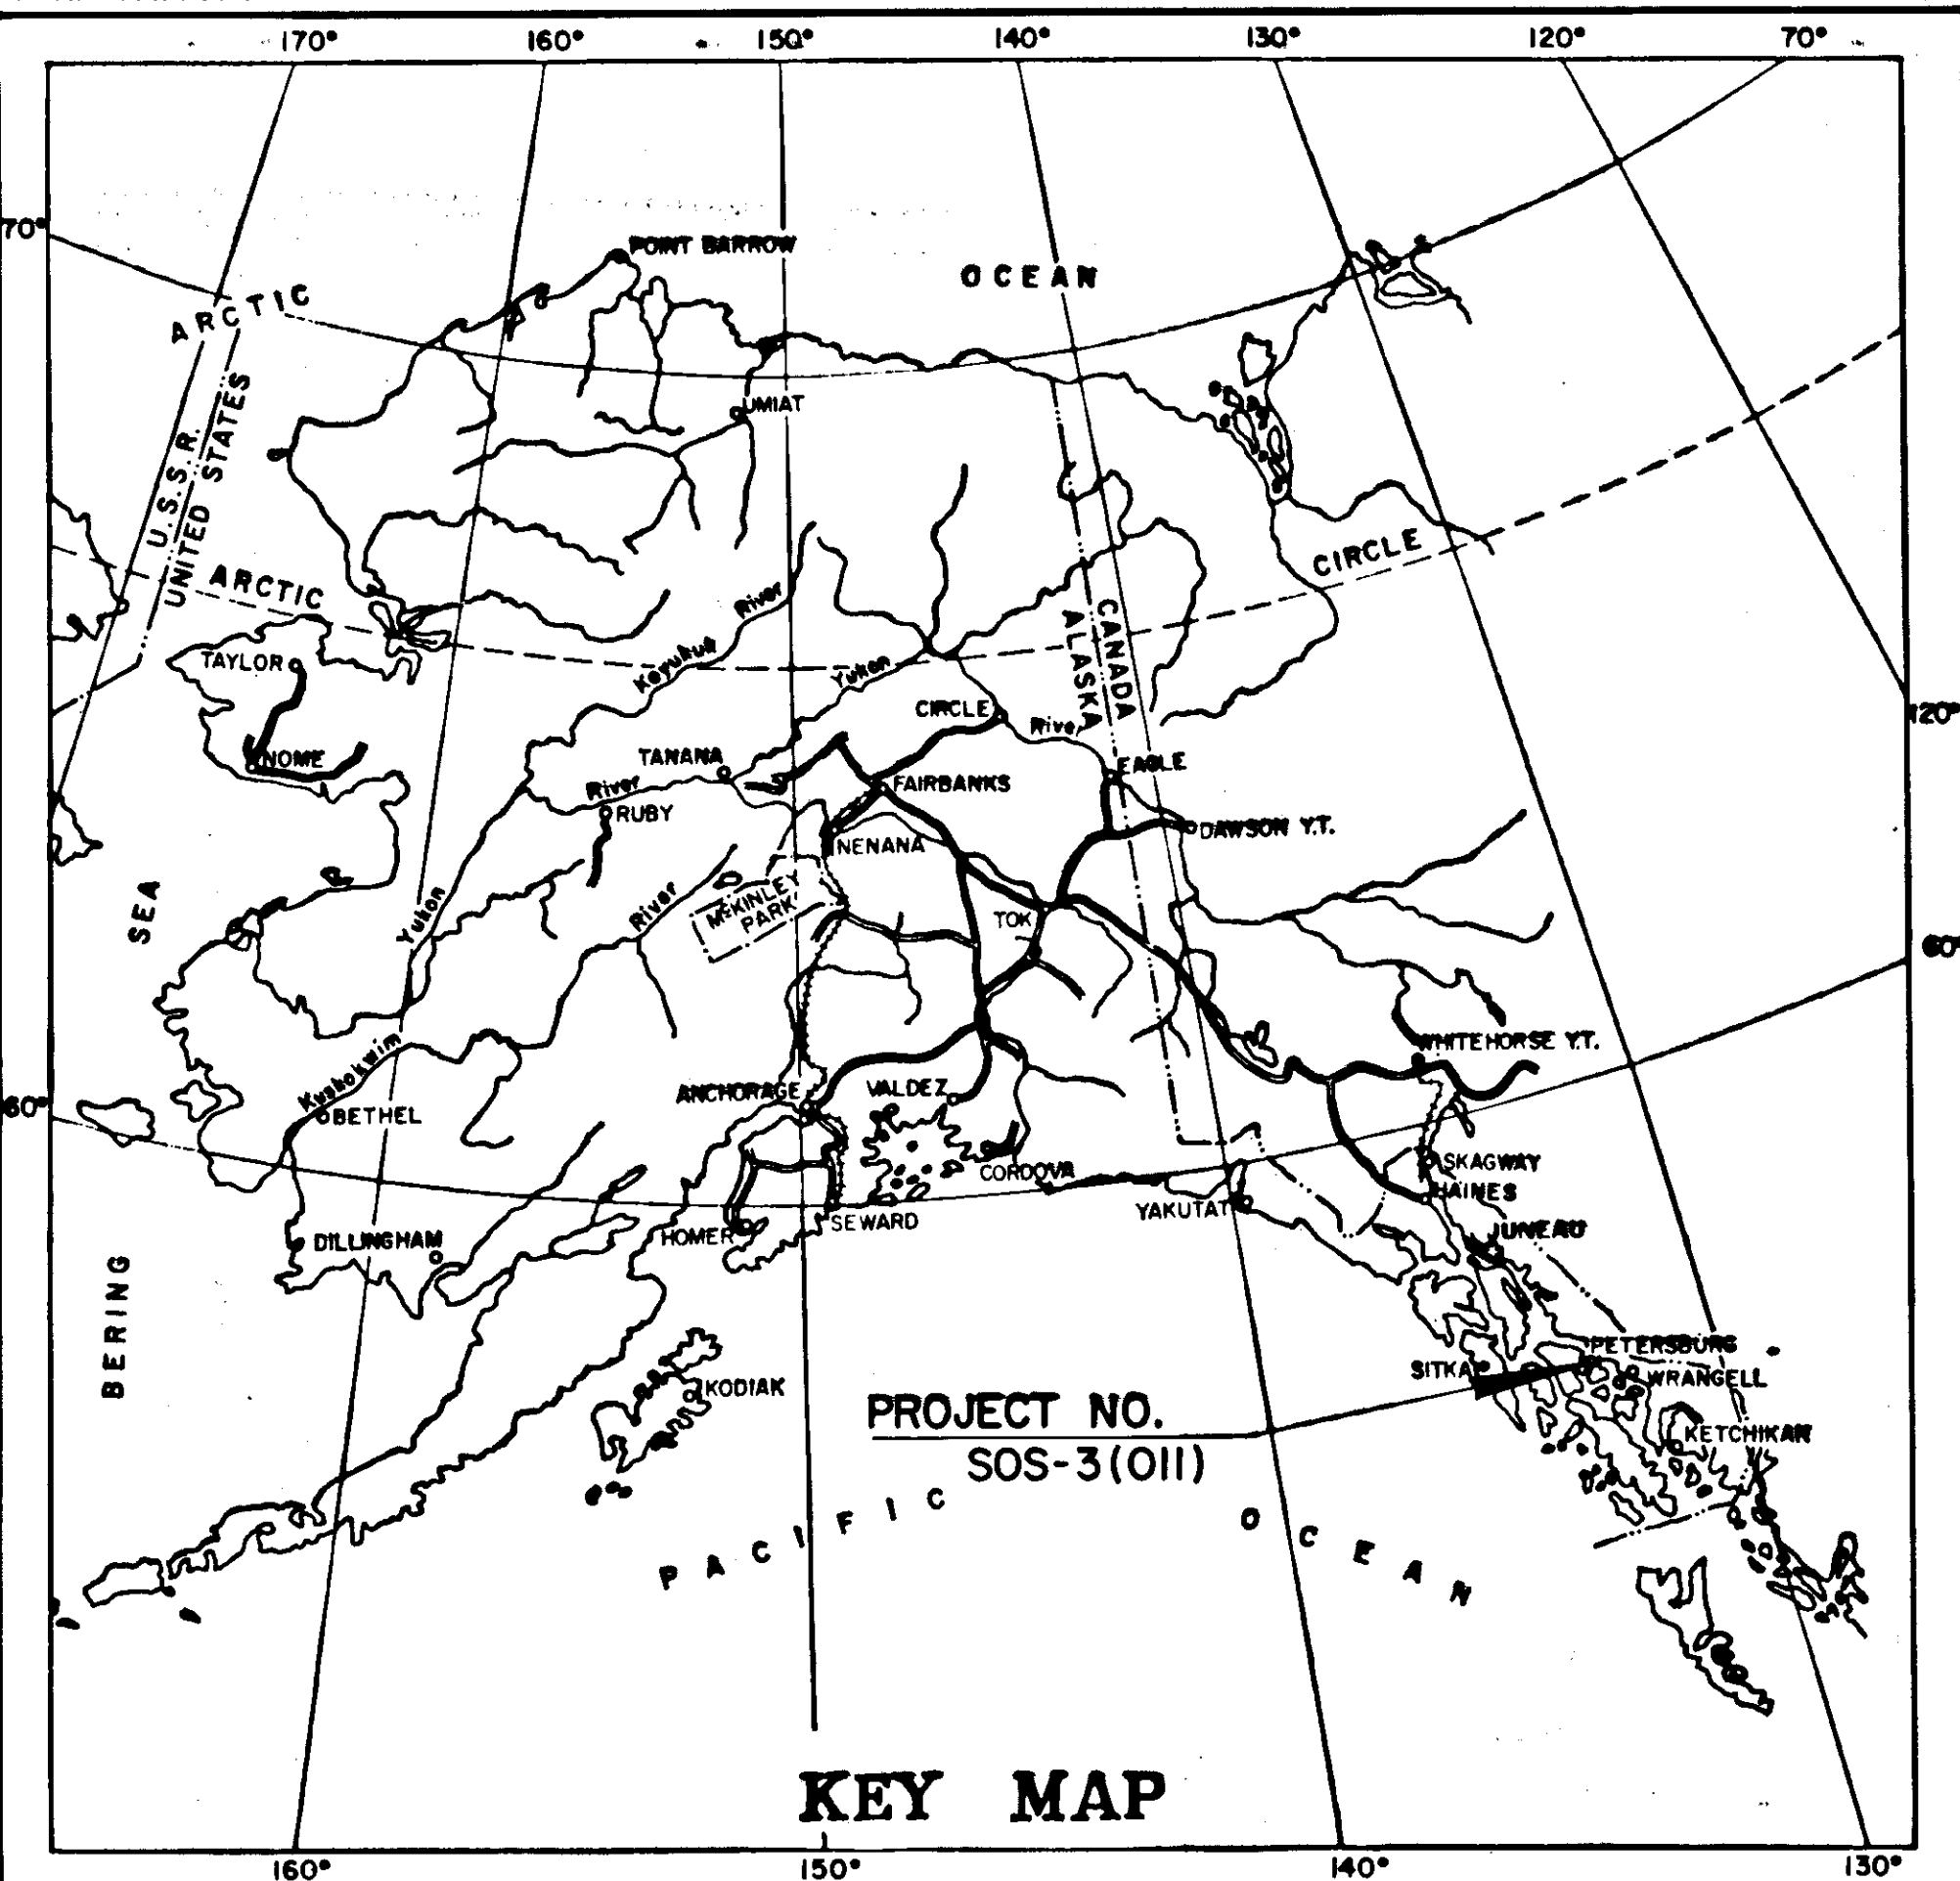 170° 160° 150° 140° 130° 120° 70°
70°
POINT BARROW
OCEAN
ARCTIC
UMIAT
U.S.S.R.
UNITED STATES
CIRCLE
ARCTIC
River
Koyukuk
CANADA
ALASKA
TAYLOR
Yukon
CIRCLE
River
120°
NOME
TANANA
EAGLE
River
FAIRBANKS
RUBY
DAWSON Y.T.
NENANA
SEA
Yukon
River
McKINLEY
PARK
TOK
60°
WHITEHORSE Y.T.
Kuskokwim
ANCHORAGE
VALDEZ
60°
BETHEL
CORDOVA
SKAGWAY
HAINES
YAKUTAT
SEWARD
HOMER
DILLINGHAM
JUNEAU
BERING
PETERSBURG
SITKA
WRANGELL
KODIAK
PROJECT NO.
SOS-3(011)
KETCHIKAN
PACIFIC OCEAN
KEY MAP
160° 150° 140° 130°